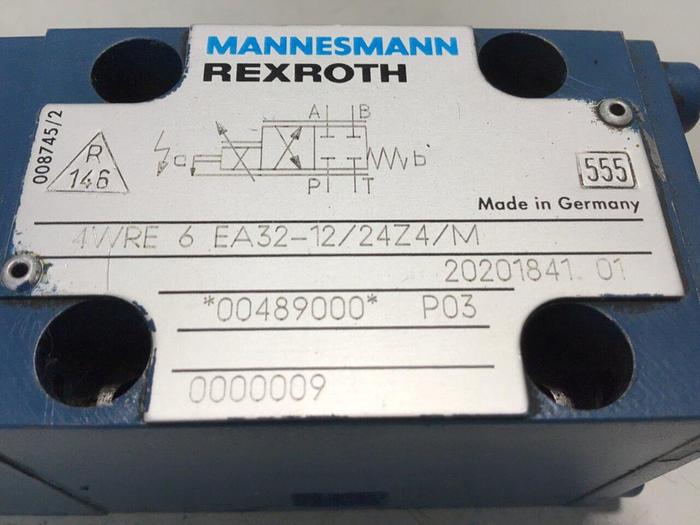 MANNESMANN
REXROTH
008745/2
R
146
A B
a
b
P T
555
Made in Germany
4WRE 6 EA32-12/24Z4/M
20201841 01
*00489000* P03
0000009